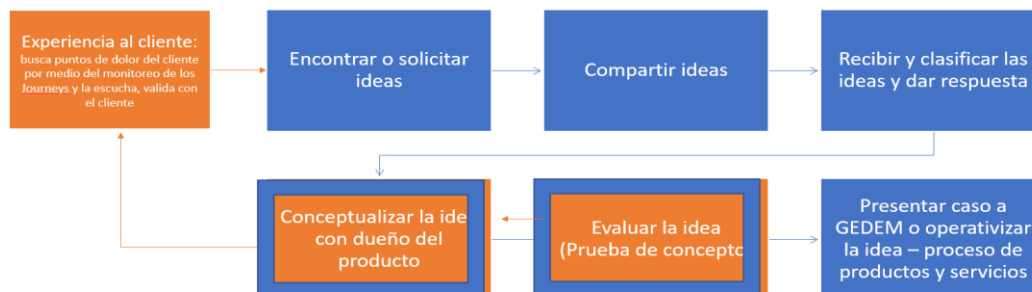 Experiencia al cliente:
busca puntos de dolor del cliente
por medio del monitoreo de los
Journeys y la escucha, valida con
el cliente
Encontrar o solicitar
ideas
Compartir ideas
Recibir y clasificar las
ideas y dar respuesta
Conceptualizar la ide
con dueño del
producto
Evaluar la idea
(Prueba de concepto
Presentar caso a
GEDEM o operativizar
la idea – proceso de
productos y servicios